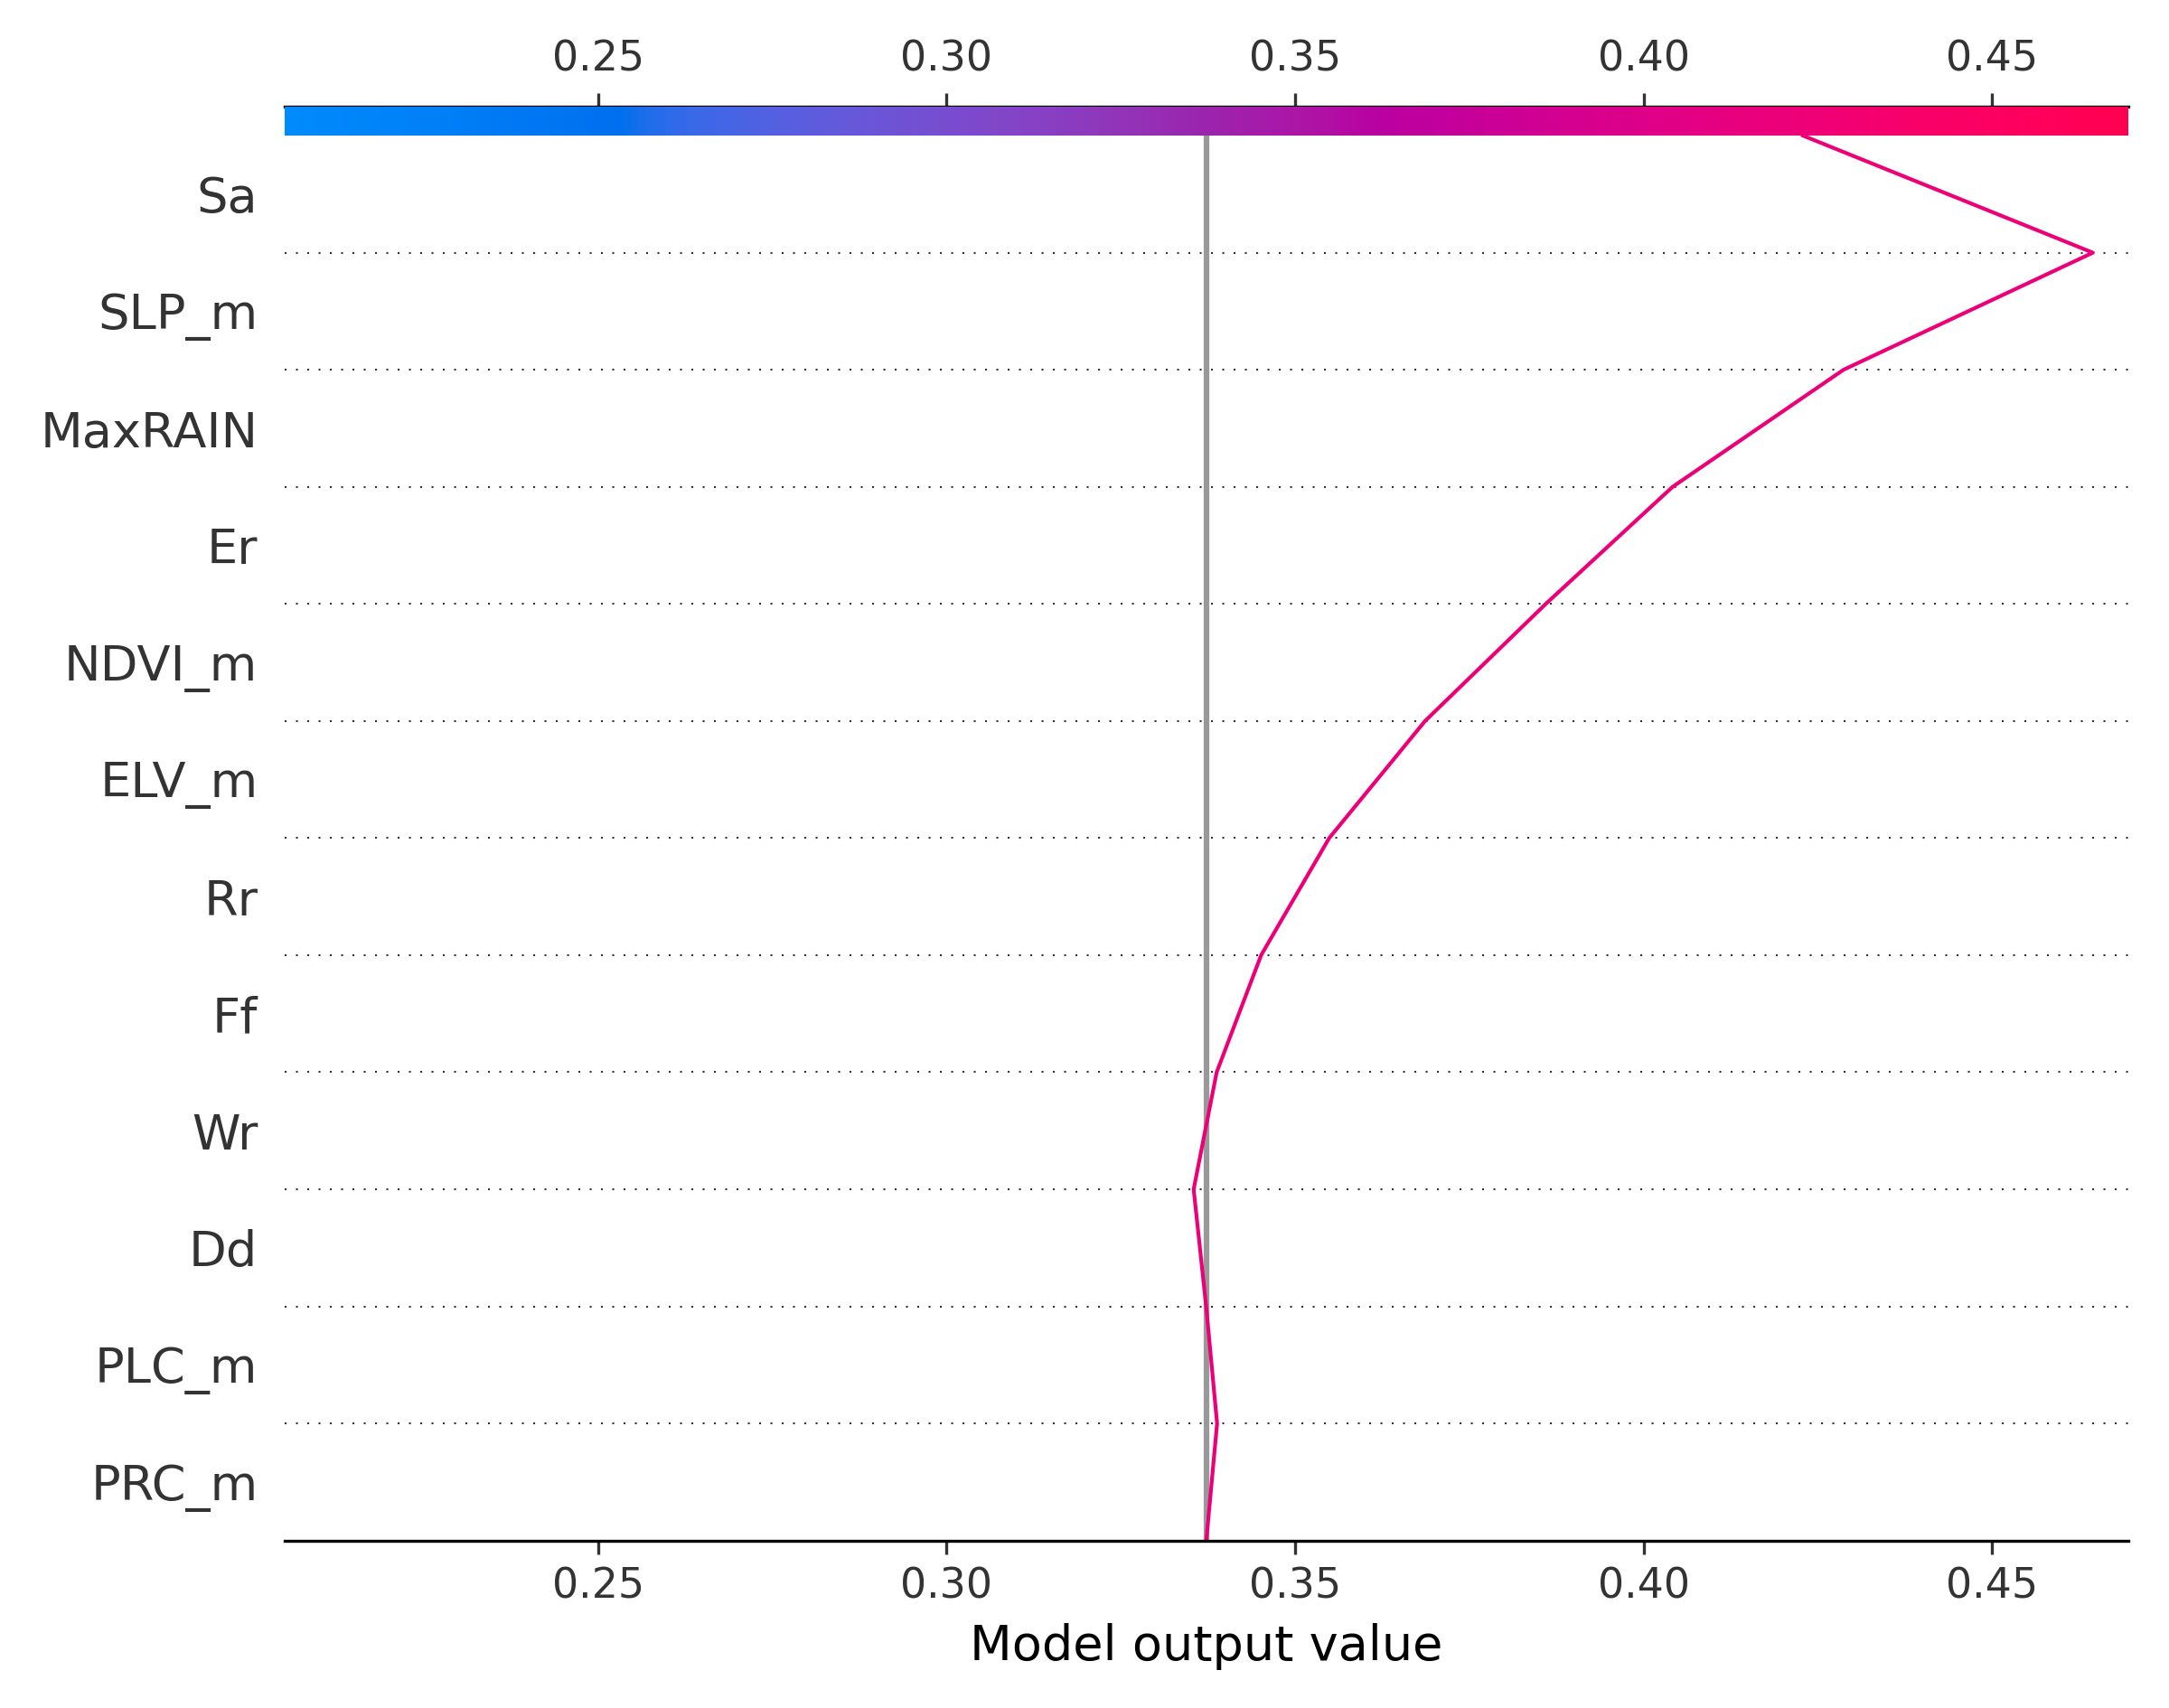 0.25 0.30 0.35 0.40 0.45
Sa
SLP_m
MaxRAIN
Er
NDVI_m
ELV_m
Rr
Ff
Wr
Dd
PLC_m
PRC_m
0.25 0.30 0.35 0.40 0.45
Model output value